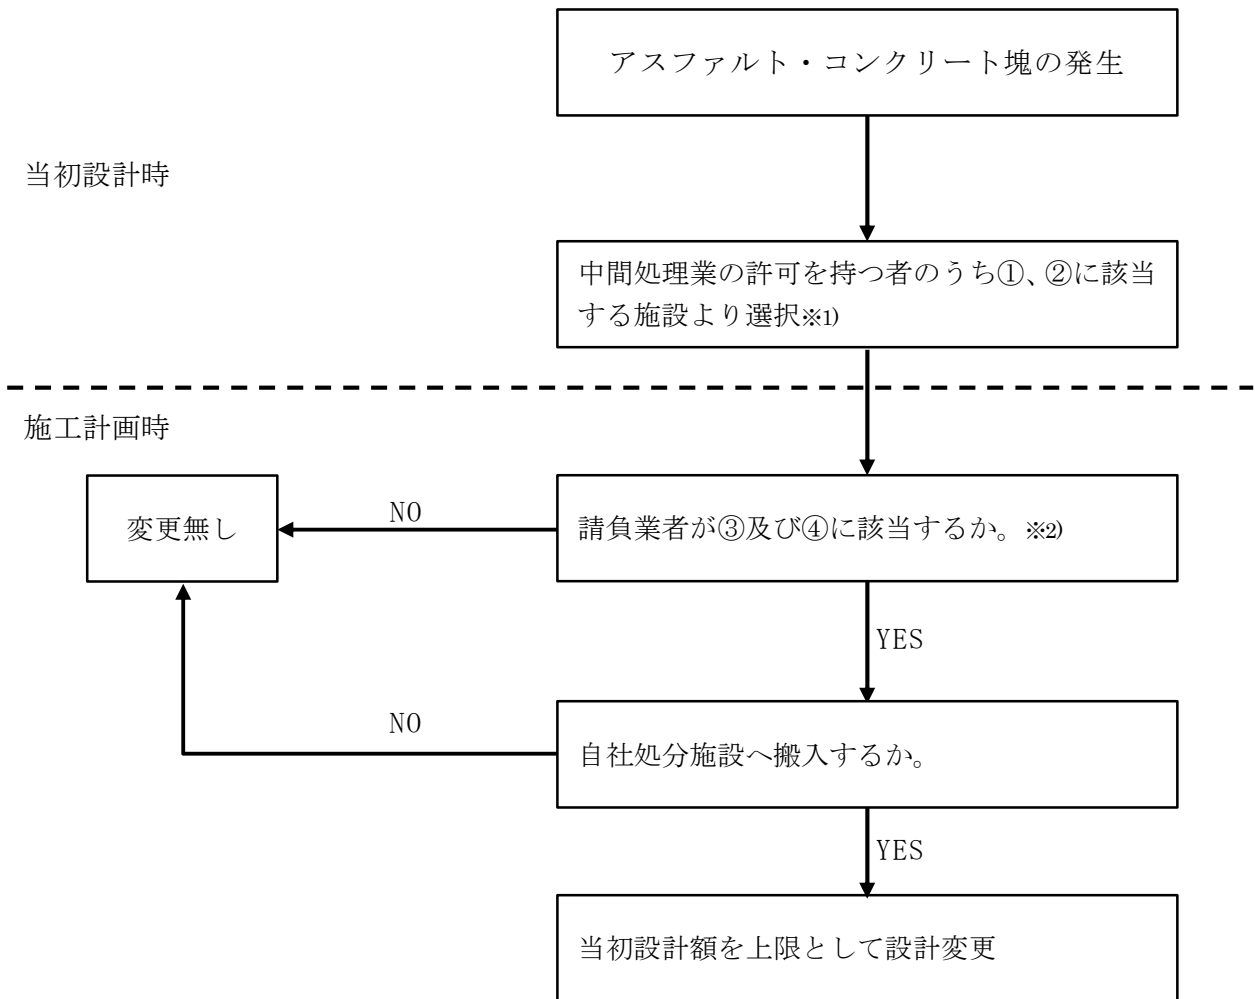 アスファルト・コンクリート塊の発生
当初設計時
中間処理業の許可を持つ者のうち①、②に該当
する施設より選択※1)
施工計画時
変更無し
NO
請負業者が③及び④に該当するか。※2)
YES
NO
自社処分施設へ搬入するか。
YES
当初設計額を上限として設計変更